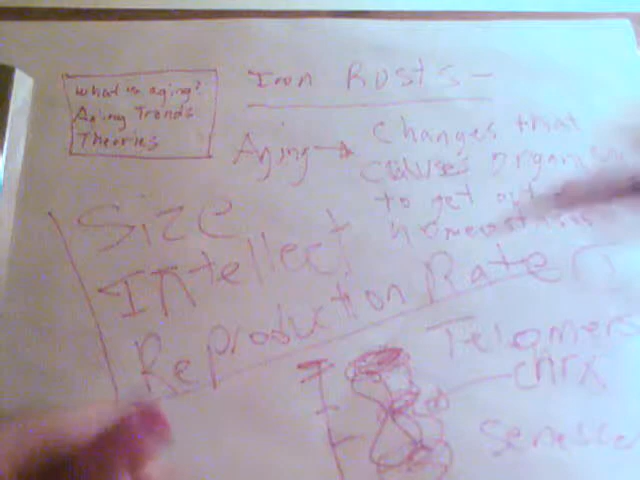 What is aging?
Aging Trends
Theories
Iron Rusts -
Aging → Changes that
causes organism
to get out
homeostasis
Size
Intellect
Reproduction Rate
Telomers
Chrx